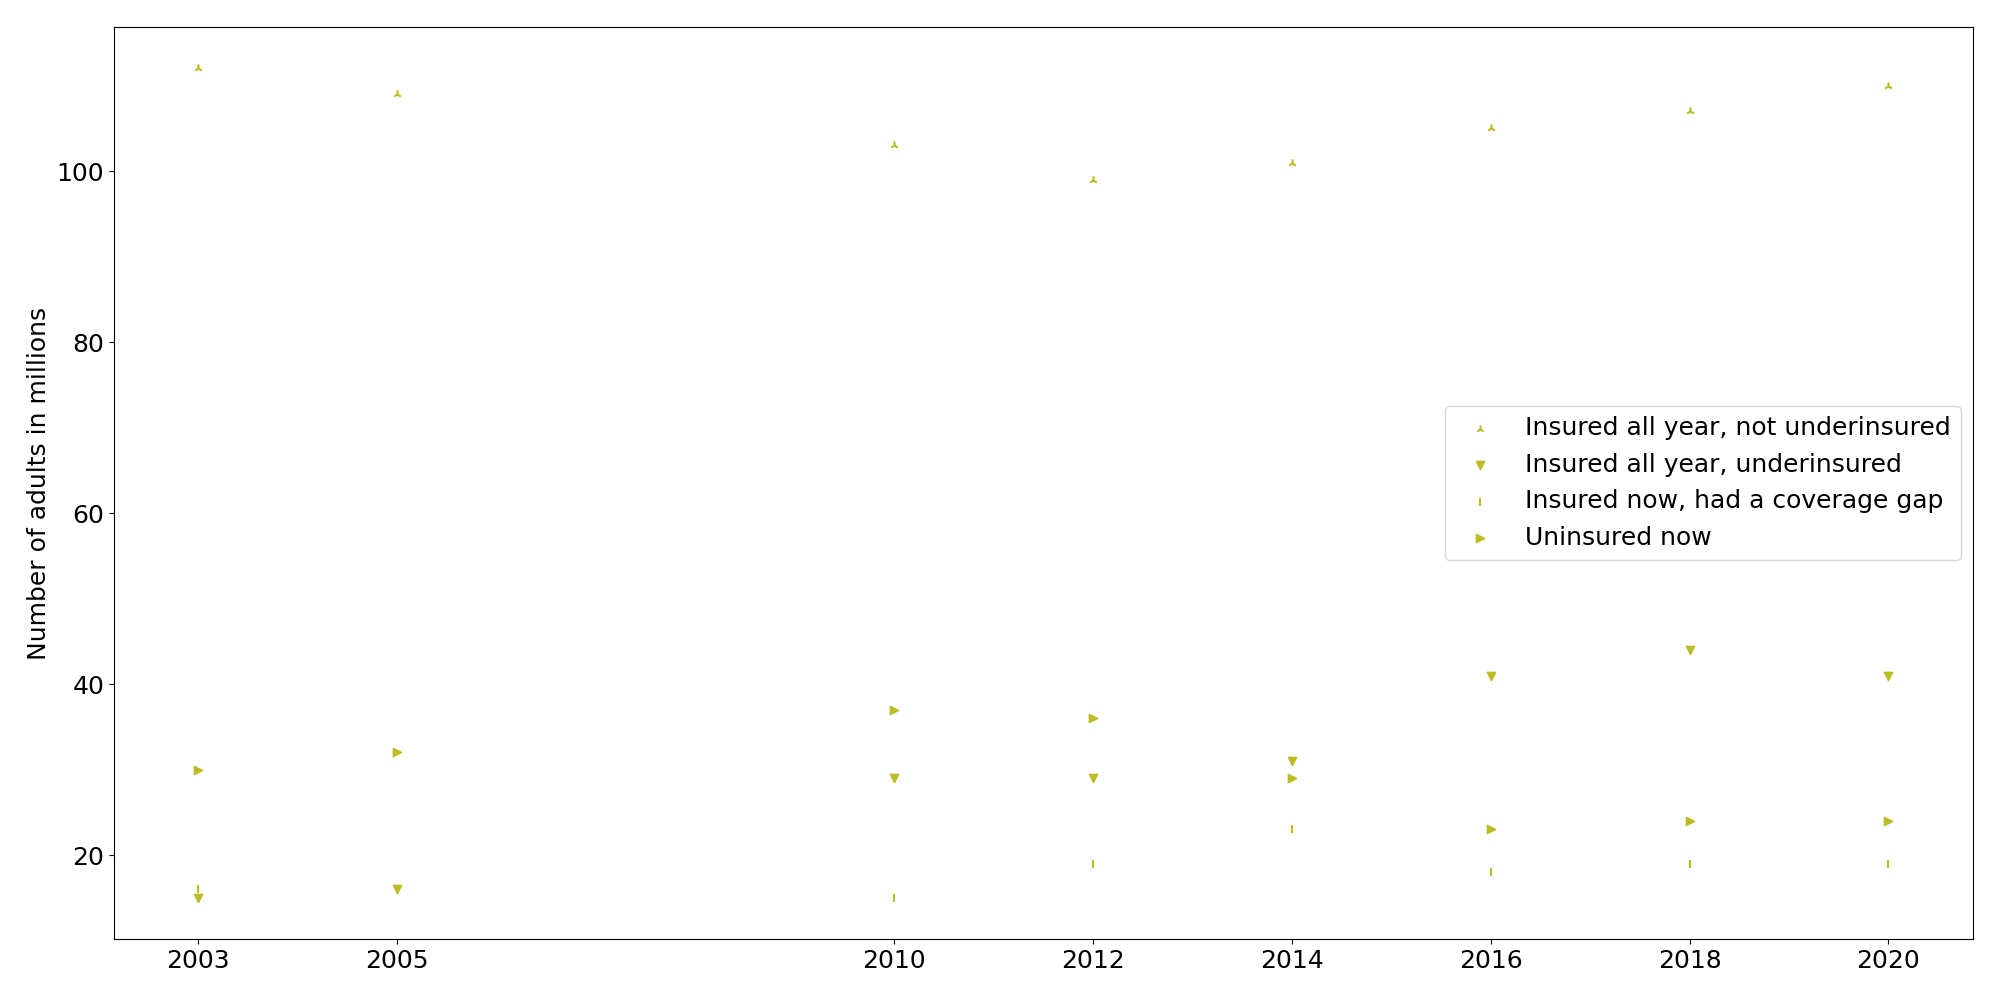 Number of adults in millions
100
80
60
40
20
Insured all year, not underinsured
Insured all year, underinsured
Insured now, had a coverage gap
Uninsured now
2003 2005 2010 2012 2014 2016 2018 2020